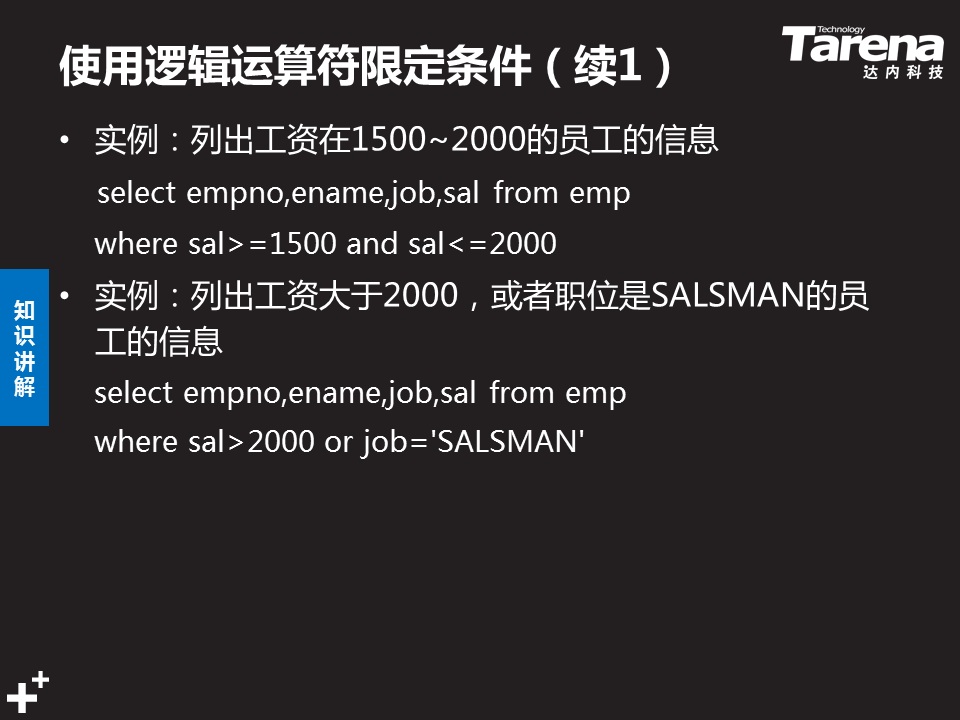 使用逻辑运算符限定条件（续1）
Technology
Tarena
达内科技
• 实例：列出工资在1500~2000的员工的信息
select empno,ename,job,sal from emp
where sal>=1500 and sal<=2000
• 实例：列出工资大于2000，或者职位是SALSMAN的员
工的信息
select empno,ename,job,sal from emp
where sal>2000 or job='SALSMAN'
知
识
讲
解